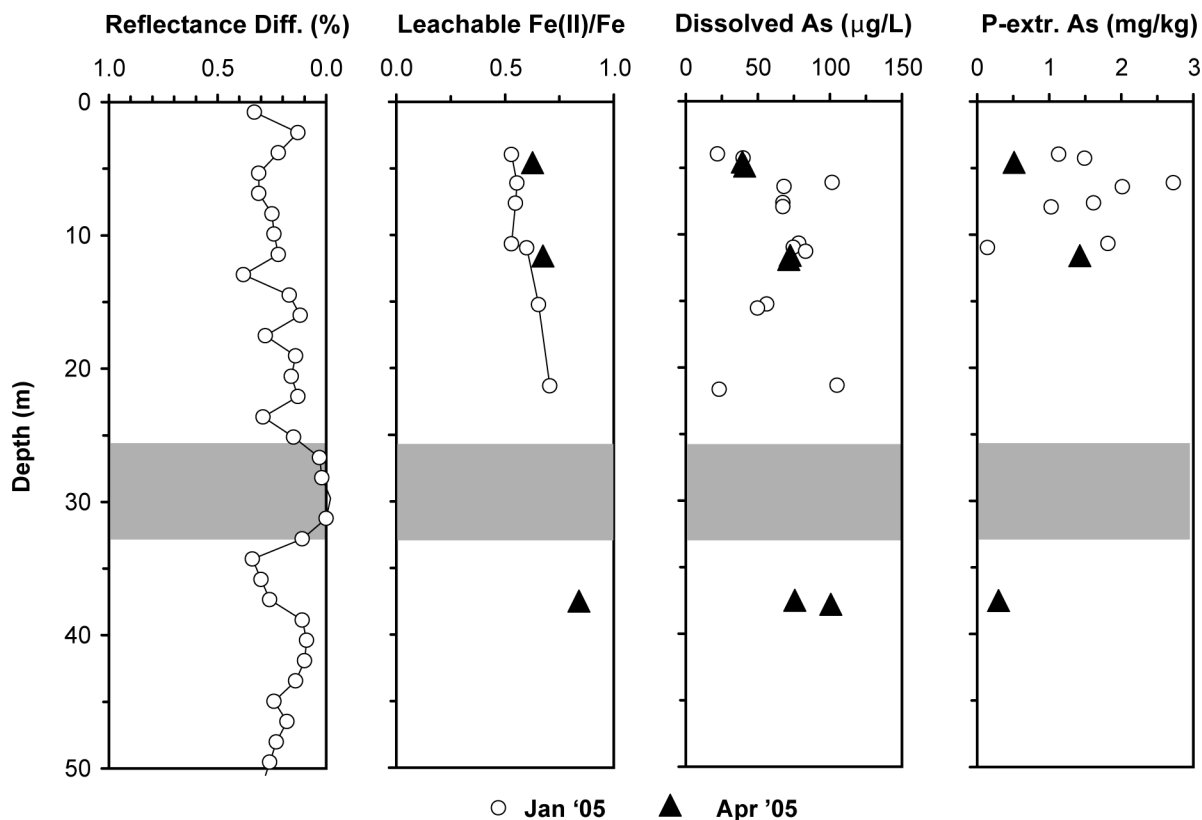 Reflectance Diff. (%) Leachable Fe(II)/Fe Dissolved As (μg/L) P-extr. As (mg/kg)
1.0 0.5 0.0 0.0 0.5 1.0 0 50 100 150 0 1 2 3
0
10
20
30
40
50
Depth (m)
Jan ‘05 Apr ’05